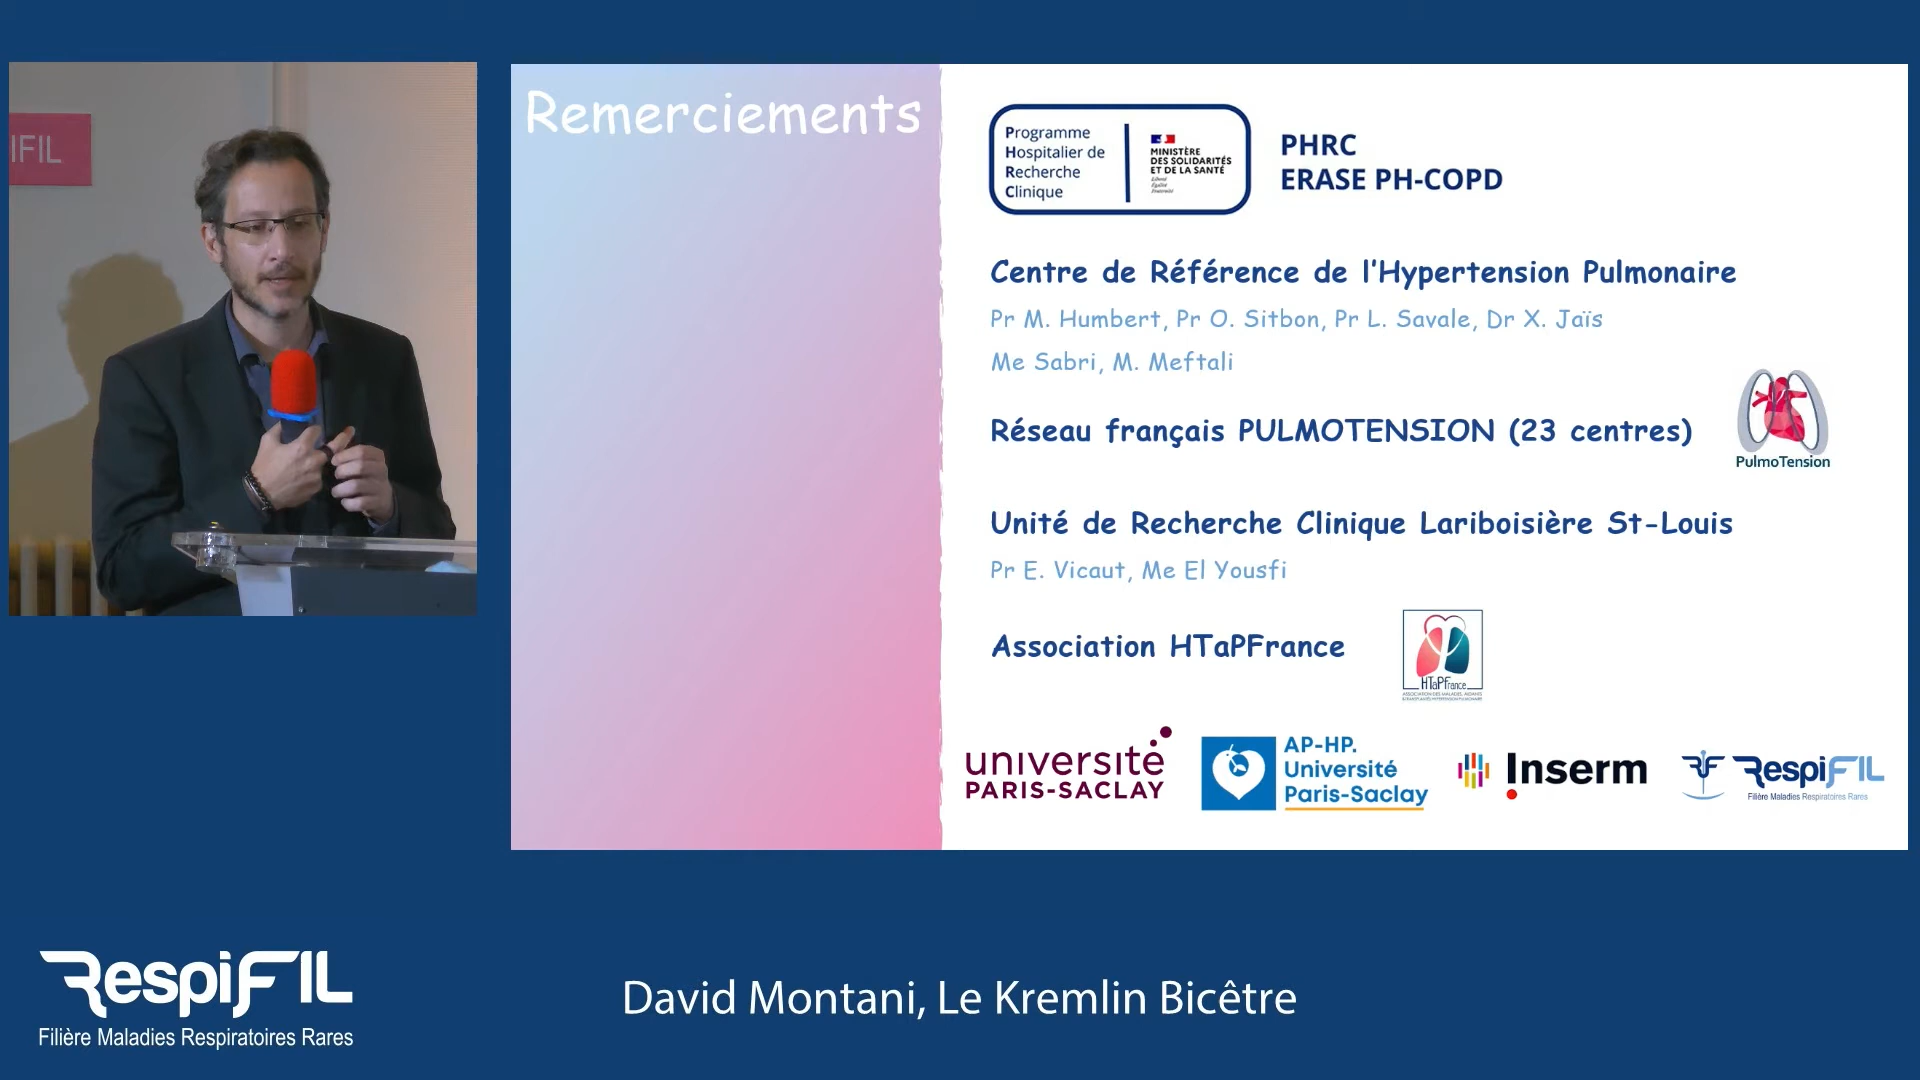 IFIL
Remerciements
Programme
Hospitalier de
Recherche
Clinique
MINISTÈRE
DES SOLIDARITÉS
ET DE LA SANTÉ
Liberté
Égalité
Fraternité
PHRC
ERASE PH-COPD
Centre de Référence de l'Hypertension Pulmonaire
Pr M. Humbert, Pr O. Sitbon, Pr L. Savale, Dr X. Jaïs
Me Sabri, M. Meftali
Réseau français PULMOTENSION (23 centres)
PulmoTension
Unité de Recherche Clinique Lariboisière St-Louis
Pr E. Vicaut, Me El Yousfi
Association HTaPFrance
HTaPFrance
université
PARIS-SACLAY
AP-HP.
Université
Paris-Saclay
Inserm
RF
RespiFIL
Filière Maladies Respiratoires Rares
RespiFIL
Filière Maladies Respiratoires Rares
David Montani, Le Kremlin Bicêtre